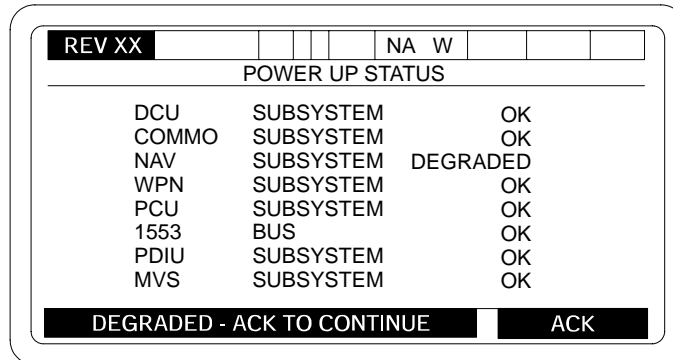 REV XX NA W
POWER UP STATUS
DCU SUBSYSTEM OK
COMMO SUBSYSTEM OK
NAV SUBSYSTEM DEGRADED
WPN SUBSYSTEM OK
PCU SUBSYSTEM OK
1553 BUS OK
PDIU SUBSYSTEM OK
MVS SUBSYSTEM OK
DEGRADED - ACK TO CONTINUE ACK